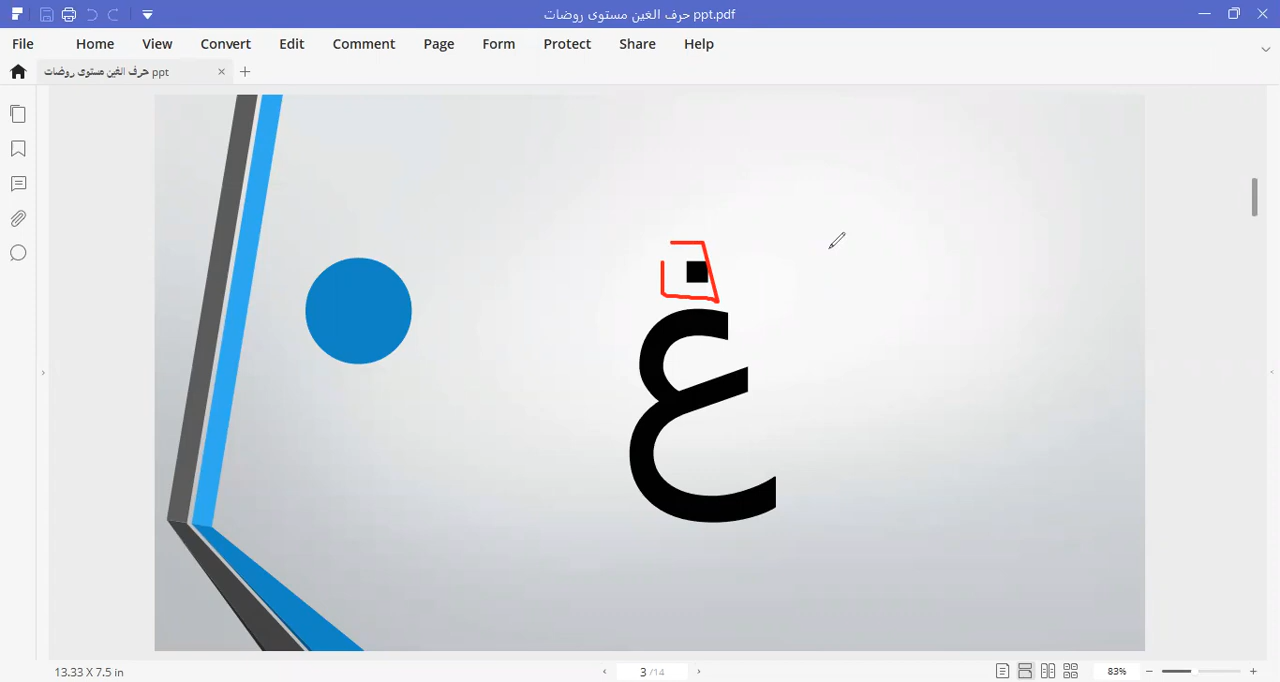 حرف الغين مستوى روضات ppt.pdf
File Home View Convert Edit Comment Page Form Protect Share Help
حرف الغين مستوى روضات ppt
غ
13.33 X 7.5 in
3 /14
83%